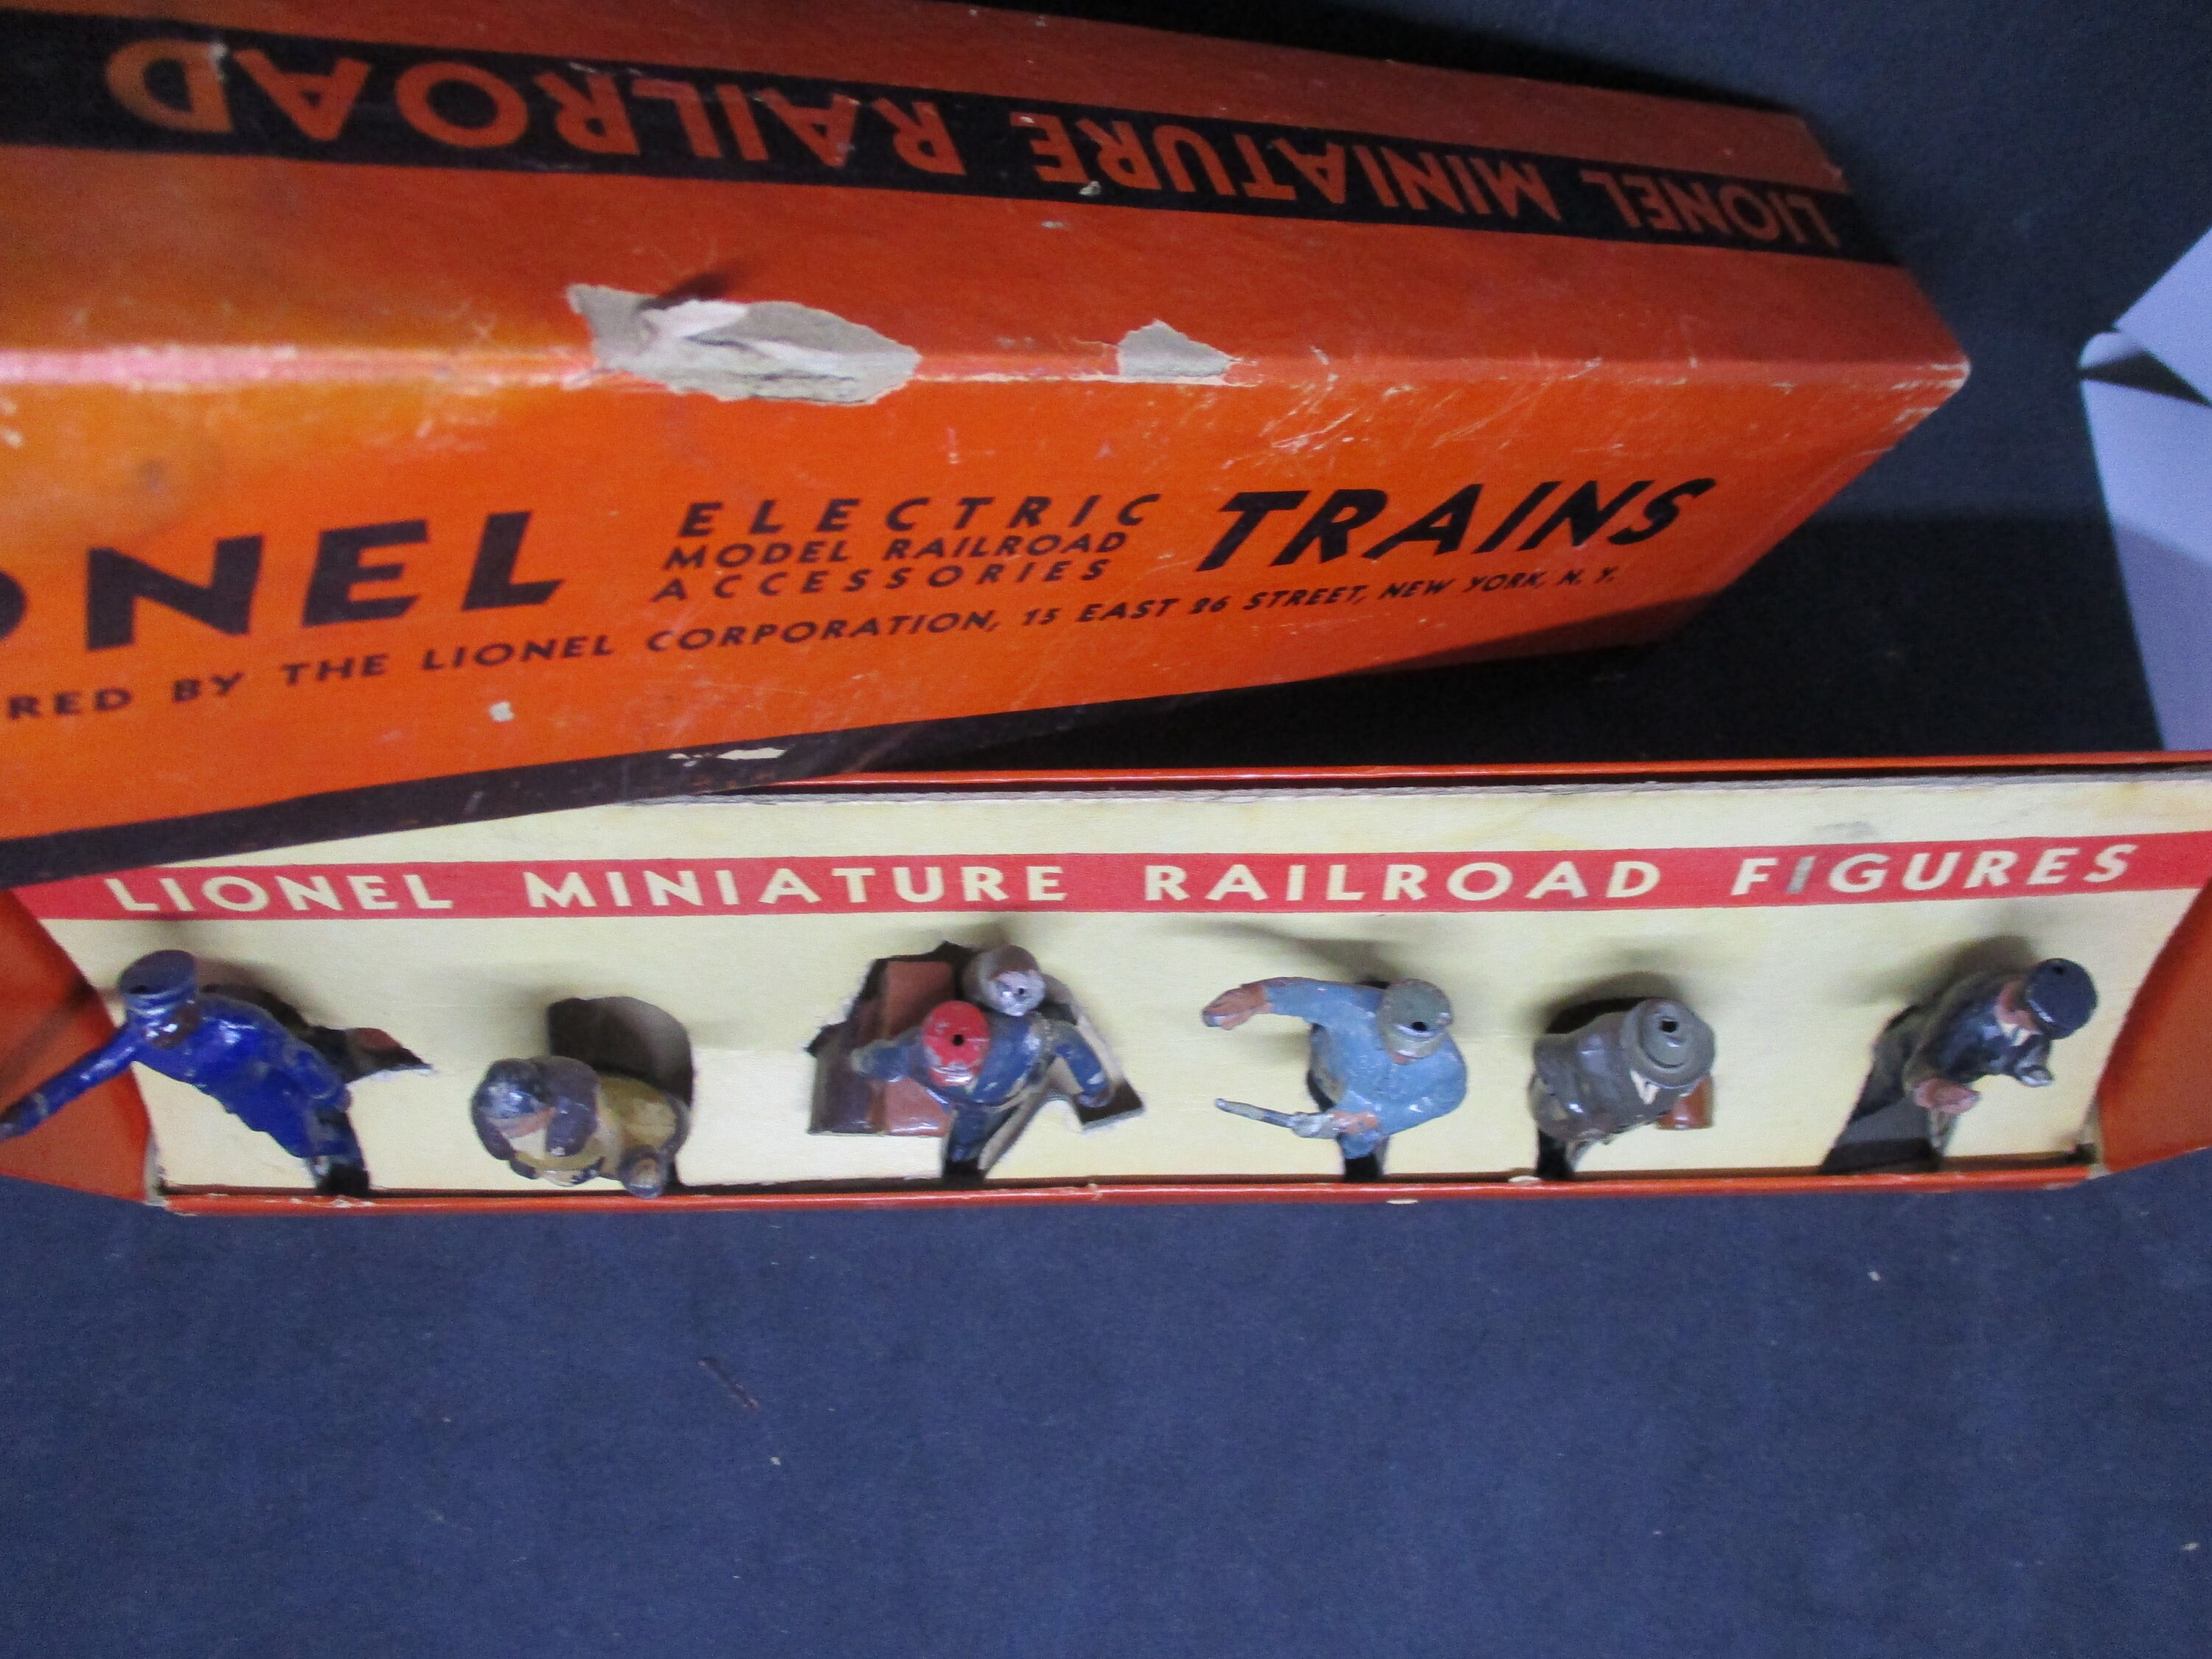 LIONEL MINIATURE RAILROAD
ONEL ELECTRIC MODEL RAILROAD ACCESSORIES TRAINS
RED BY THE LIONEL CORPORATION, 15 EAST 26 STREET, NEW YORK, N. Y.
LIONEL MINIATURE RAILROAD FIGURES